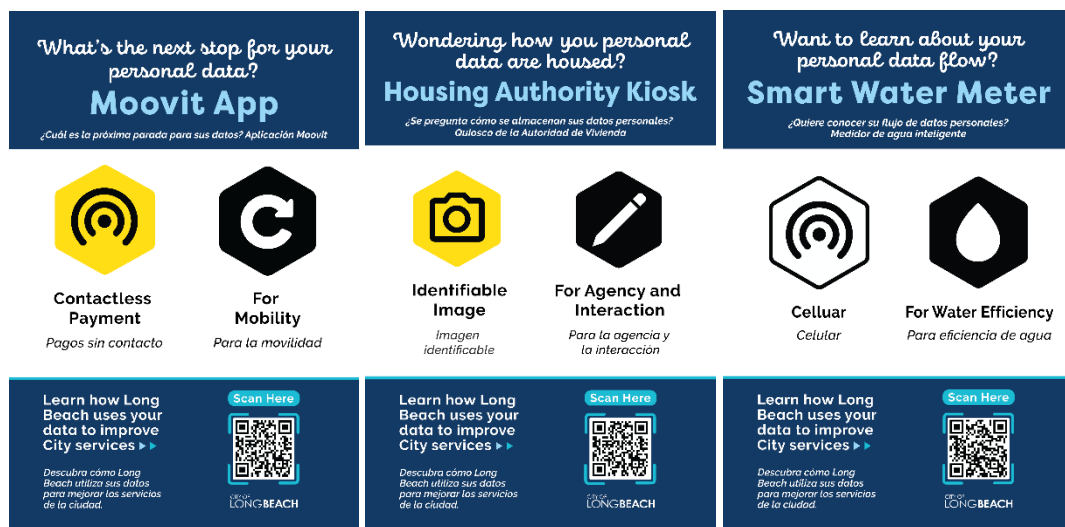 What's the next stop for your
personal data?
Moovit App
¿Cuál es la próxima parada para sus datos? Aplicación Moovit
Contactless
Payment
Pagos sin contacto
For
Mobility
Para la movilidad
Learn how Long
Beach uses your
data to improve
City services
Descubra cómo Long
Beach utiliza sus datos
para mejorar los servicios
de la ciudad.
Scan Here
CITY OF
LONGBEACH
Wondering how you personal
data are housed?
Housing Authority Kiosk
¿Se pregunta cómo se almacenan sus datos personales?
Quiosco de la Autoridad de Vivienda
Identifiable
Image
Imagen
identificable
For Agency and
Interaction
Para la agencia y
la interacción
Learn how Long
Beach uses your
data to improve
City services
Descubra cómo Long
Beach utiliza sus datos
para mejorar los servicios
de la ciudad.
Scan Here
CITY OF
LONGBEACH
Want to learn about your
personal data flow?
Smart Water Meter
¿Quiere conocer su flujo de datos personales?
Medidor de agua inteligente
Celluar
Celular
For Water Efficiency
Para eficiencia de agua
Learn how Long
Beach uses your
data to improve
City services
Descubra cómo Long
Beach utiliza sus datos
para mejorar los servicios
de la ciudad.
Scan Here
CITY OF
LONGBEACH